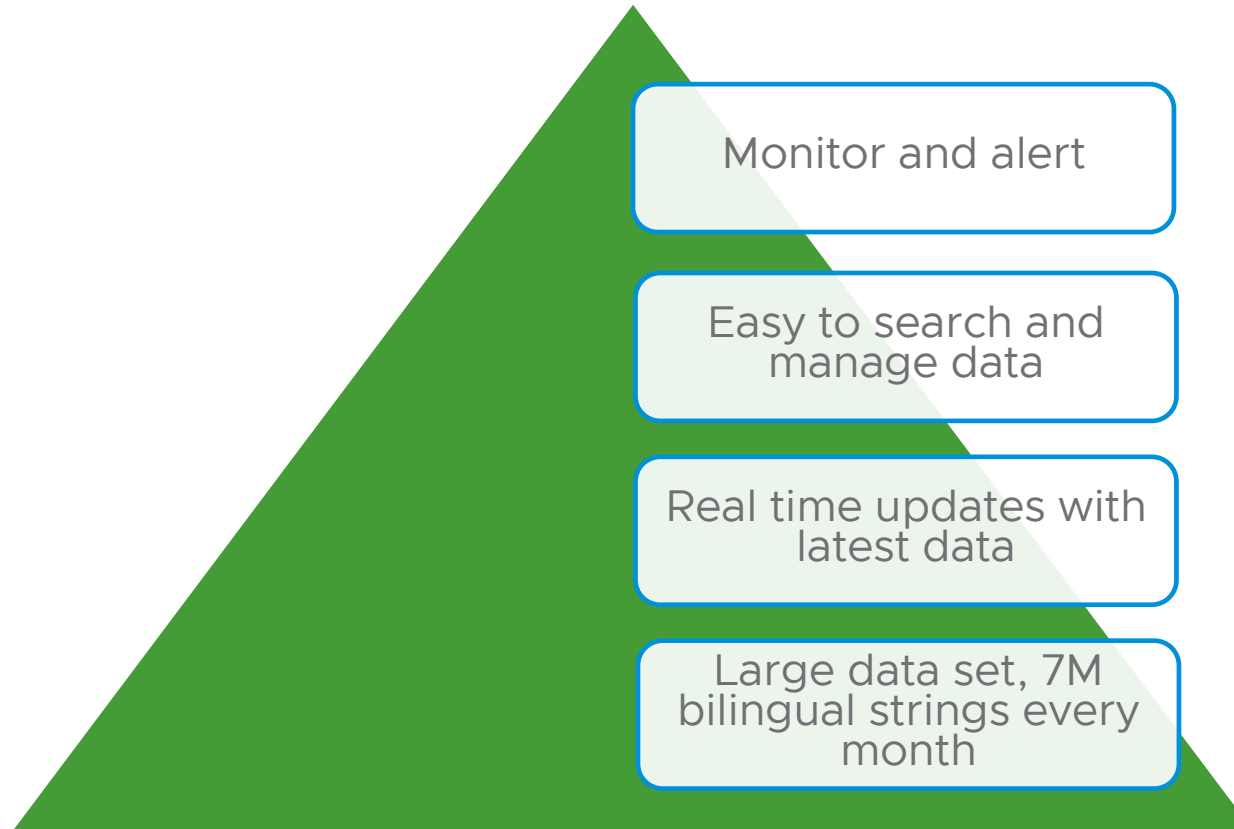 Monitor and alert
Easy to search and
manage data
Real time updates with
latest data
Large data set, 7M
bilingual strings every
month